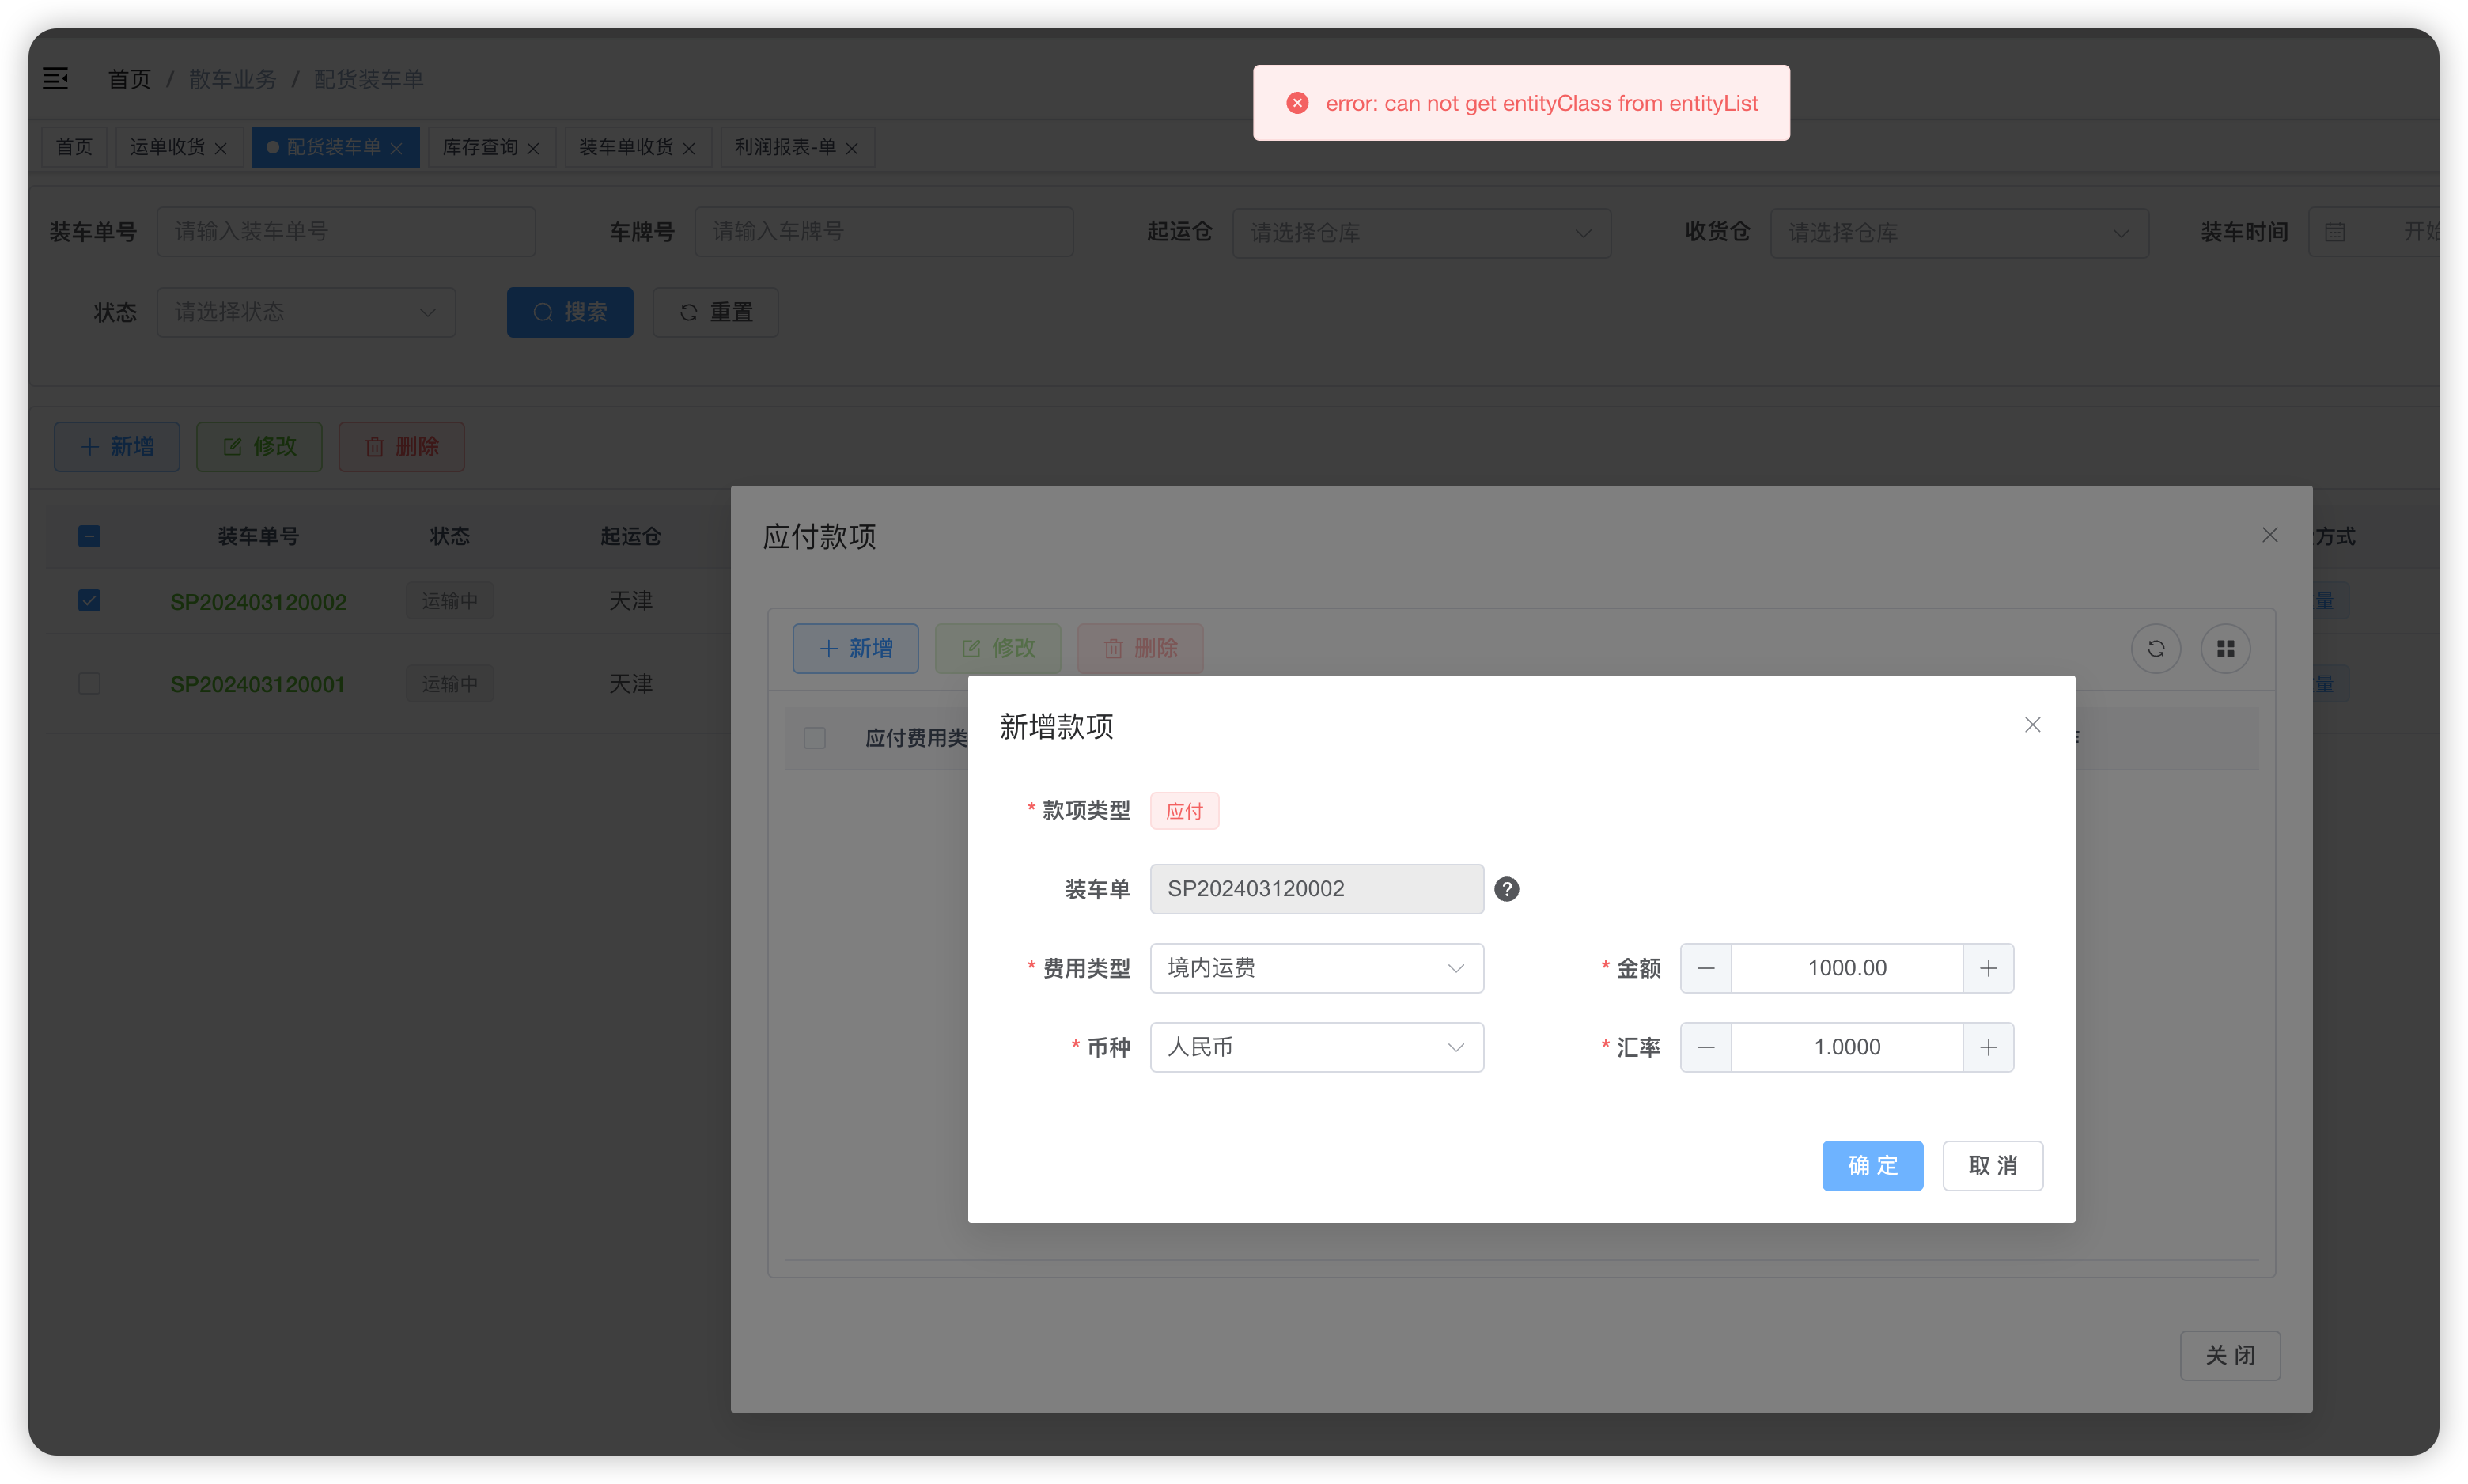 首页 / 散车业务 / 配货装车单
error: can not get entityClass from entityList
首页 运单收货 配货装车单 库存查询 装车单收货 利润报表-单
装车单号 请输入装车单号 车牌号 请输入车牌号 起运仓 请选择仓库 收货仓 请选择仓库 装车时间 开始
状态 请选择状态 搜索 重置
新增 修改 删除
装车单号 状态 起运仓 方式
SP202403120002 运输中 天津 量
SP202403120001 运输中 天津 量
应付款项
新增 修改 删除
应付费用类
新增款项
* 款项类型 应付
装车单 SP202403120002 ?
* 费用类型 境内运费 * 金额 1000.00
* 币种 人民币 * 汇率 1.0000
确 定 取 消
关 闭